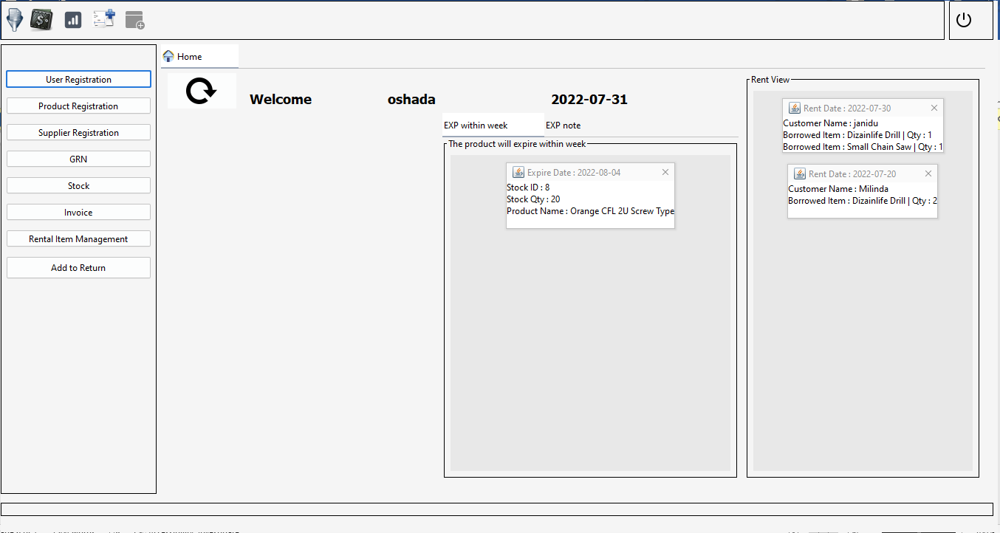 Home
User Registration
Product Registration
Supplier Registration
GRN
Stock
Invoice
Rental Item Management
Add to Return
Welcome oshada 2022-07-31
EXP within week EXP note
The product will expire within week
Expire Date : 2022-08-04
Stock ID : 8
Stock Qty : 20
Product Name : Orange CFL 2U Screw Type
Rent View
Rent Date : 2022-07-30
Customer Name : janidu
Borrowed Item : Dizainlife Drill | Qty : 1
Borrowed Item : Small Chain Saw | Qty : 1
Rent Date : 2022-07-20
Customer Name : Milinda
Borrowed Item : Dizainlife Drill | Qty : 2